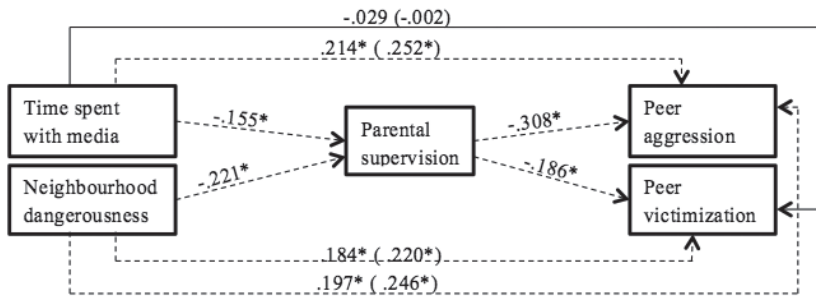 -.029 (-.002)
.214* ( .252*)
Time spent
with media
-.155*
Parental
supervision
-.308*
Peer
aggression
Neighbourhood
dangerousness
-.221*
-.186*
Peer
victimization
.184* ( .220*)
.197* ( .246*)